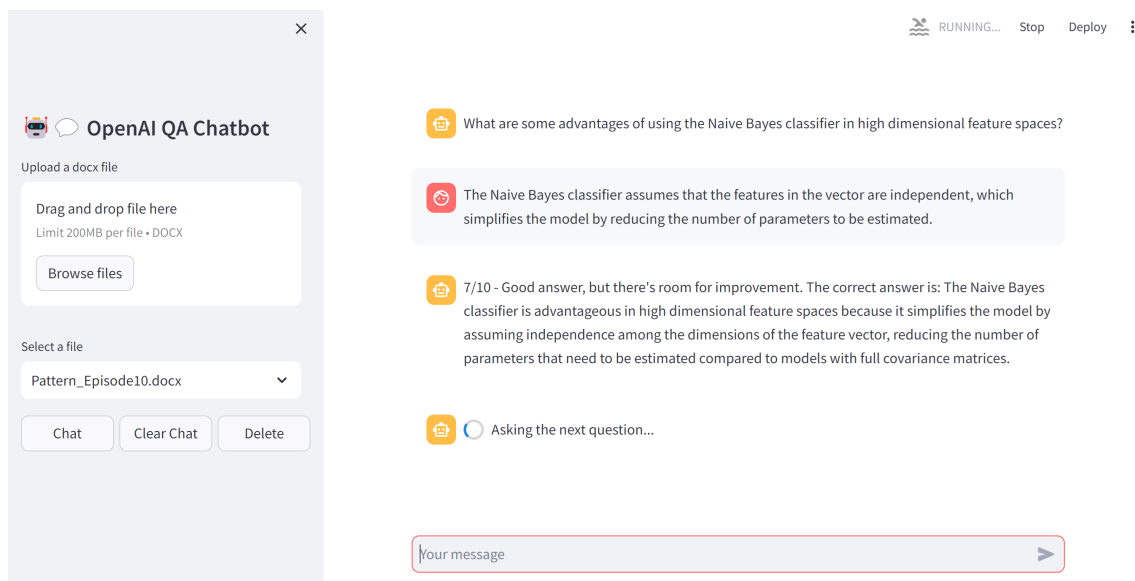 RUNNING...
Stop
Deploy
OpenAI QA Chatbot
Upload a docx file
Drag and drop file here
Limit 200MB per file • DOCX
Browse files
Select a file
Pattern_Episode10.docx
Chat
Clear Chat
Delete
What are some advantages of using the Naive Bayes classifier in high dimensional feature spaces?
The Naive Bayes classifier assumes that the features in the vector are independent, which
simplifies the model by reducing the number of parameters to be estimated.
7/10 - Good answer, but there's room for improvement. The correct answer is: The Naive Bayes
classifier is advantageous in high dimensional feature spaces because it simplifies the model by
assuming independence among the dimensions of the feature vector, reducing the number of
parameters that need to be estimated compared to models with full covariance matrices.
Asking the next question...
Your message